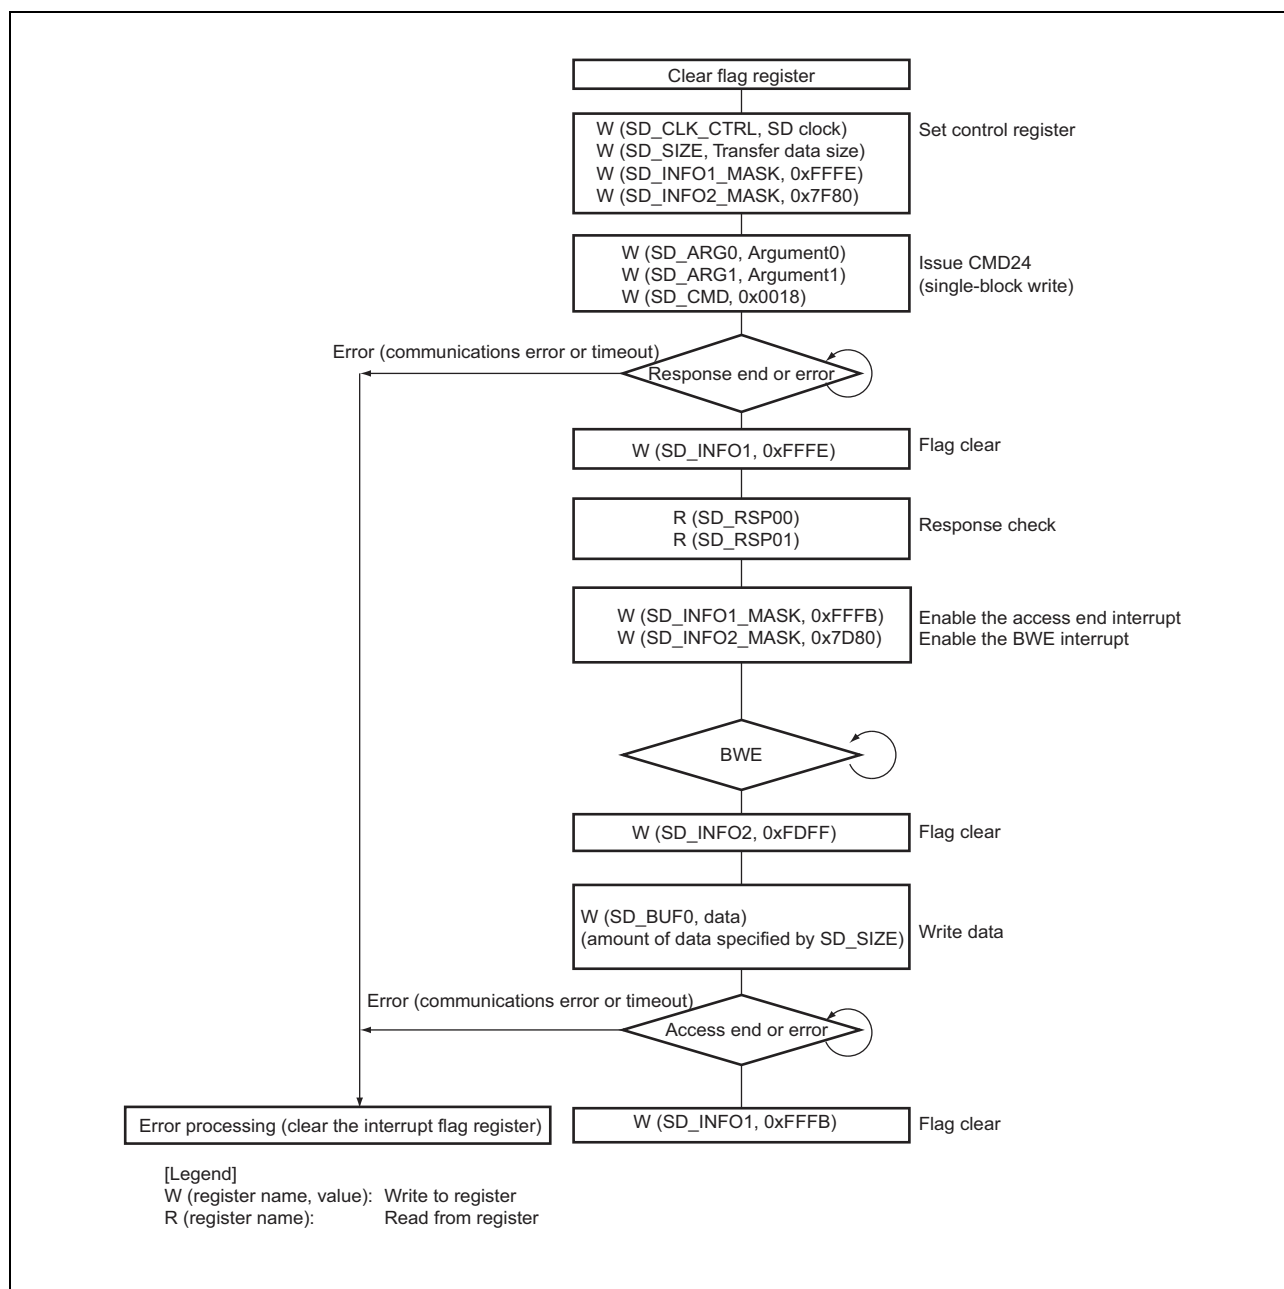 Clear flag register
W (SD_CLK_CTRL, SD clock)
W (SD_SIZE, Transfer data size)
W (SD_INFO1_MASK, 0xFFFE)
W (SD_INFO2_MASK, 0x7F80)
Set control register
W (SD_ARG0, Argument0)
W (SD_ARG1, Argument1)
W (SD_CMD, 0x0018)
Issue CMD24
(single-block write)
Error (communications error or timeout)
Response end or error
W (SD_INFO1, 0xFFFE)
Flag clear
R (SD_RSP00)
R (SD_RSP01)
Response check
W (SD_INFO1_MASK, 0xFFFB)
W (SD_INFO2_MASK, 0x7D80)
Enable the access end interrupt
Enable the BWE interrupt
BWE
W (SD_INFO2, 0xFDFF)
Flag clear
W (SD_BUF0, data)
(amount of data specified by SD_SIZE)
Write data
Error (communications error or timeout)
Access end or error
Error processing (clear the interrupt flag register)
W (SD_INFO1, 0xFFFB)
Flag clear
[Legend]
W (register name, value): Write to register
R (register name): Read from register